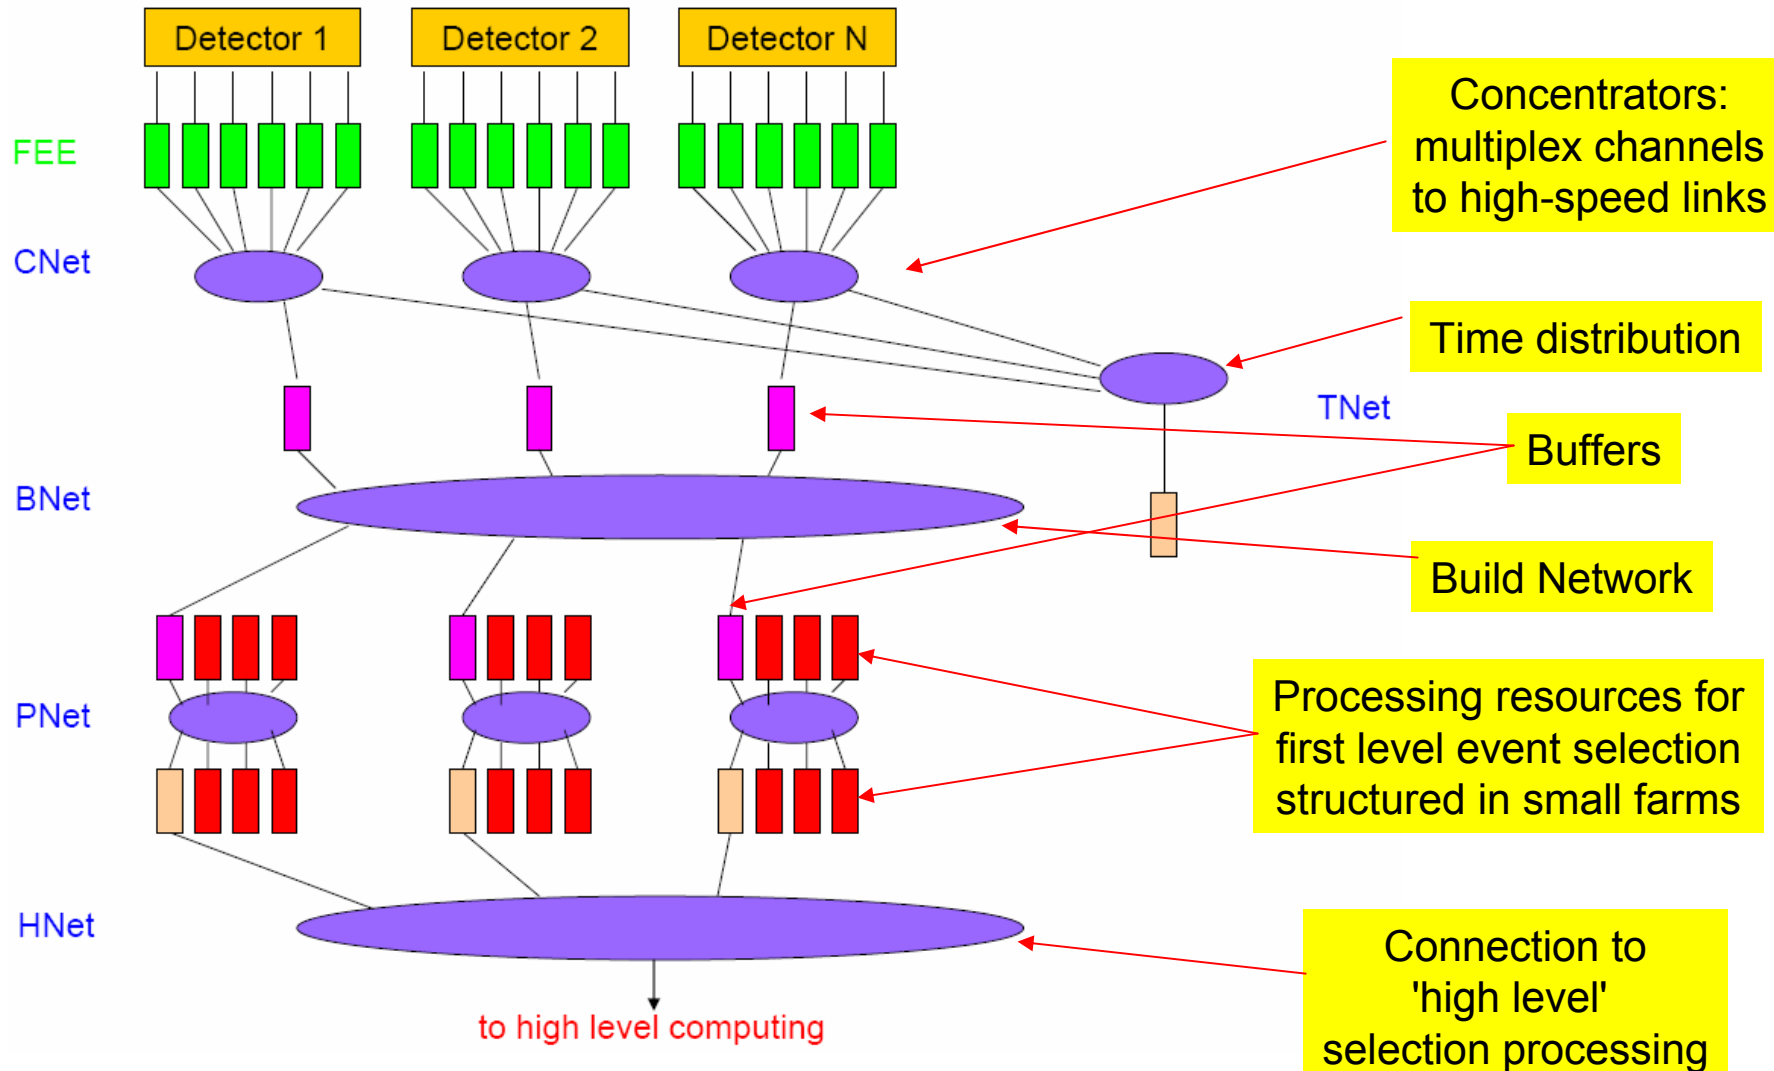 Detector 1
Detector 2
Detector N
Concentrators:
multiplex channels
to high-speed links
FEE
CNet
Time distribution
TNet
Buffers
BNet
Build Network
PNet
Processing resources for
first level event selection
structured in small farms
HNet
Connection to
'high level'
selection processing
to high level computing